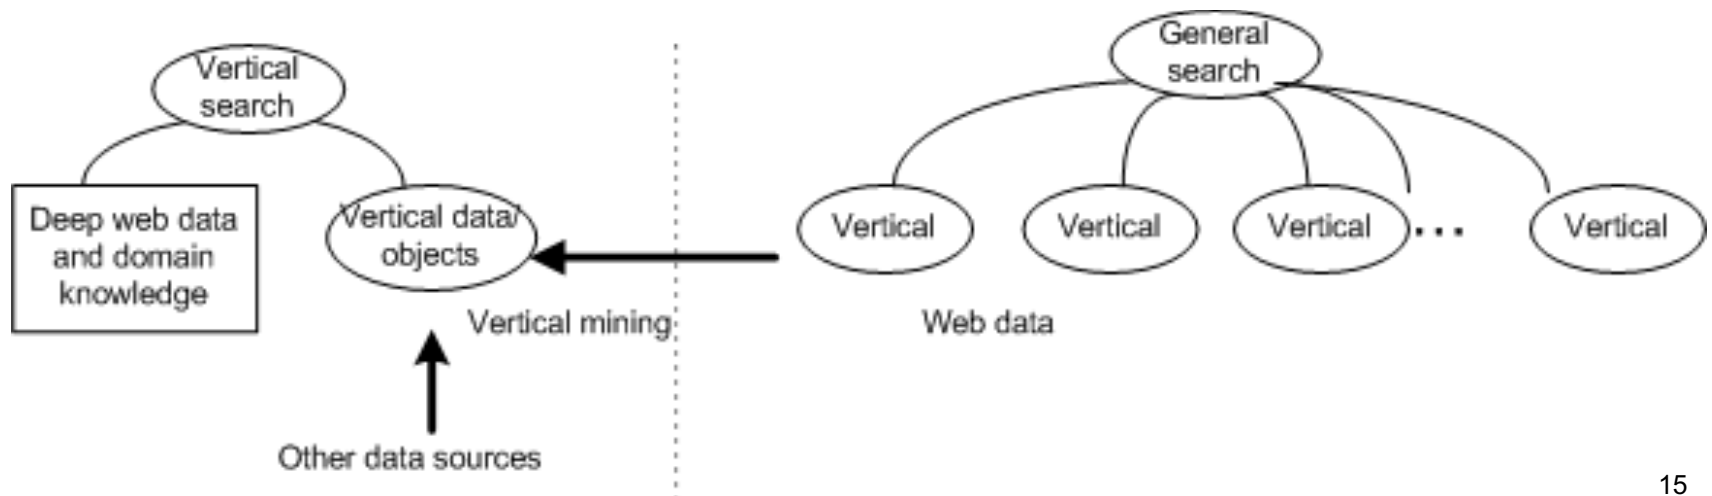 Vertical
search
Deep web data
and domain
knowledge
Vertical data/
objects
Vertical mining
Other data sources
General
search
Vertical
Vertical
Vertical
...
Vertical
Web data
15